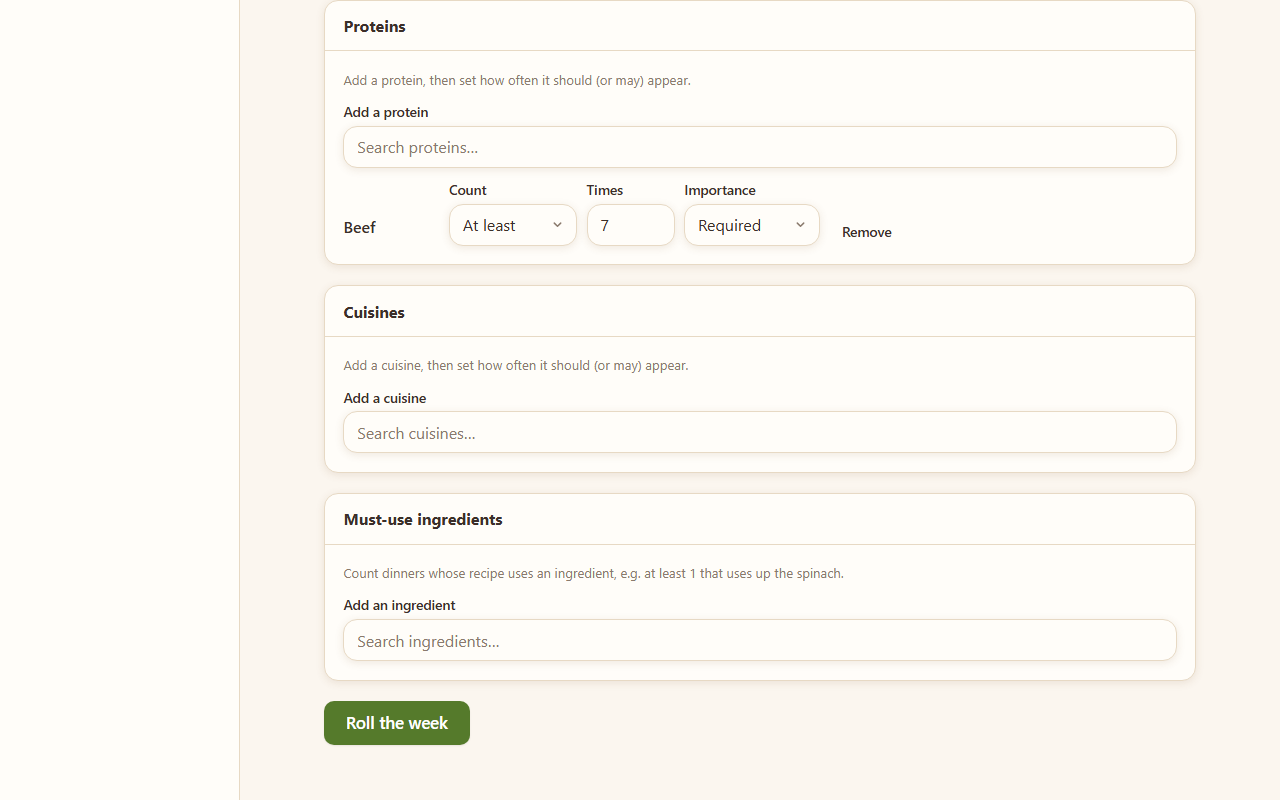 Proteins
Add a protein, then set how often it should (or may) appear.
Add a protein
Search proteins...
Count Times Importance
Beef At least 7 Required Remove
Cuisines
Add a cuisine, then set how often it should (or may) appear.
Add a cuisine
Search cuisines...
Must-use ingredients
Count dinners whose recipe uses an ingredient, e.g. at least 1 that uses up the spinach.
Add an ingredient
Search ingredients...
Roll the week